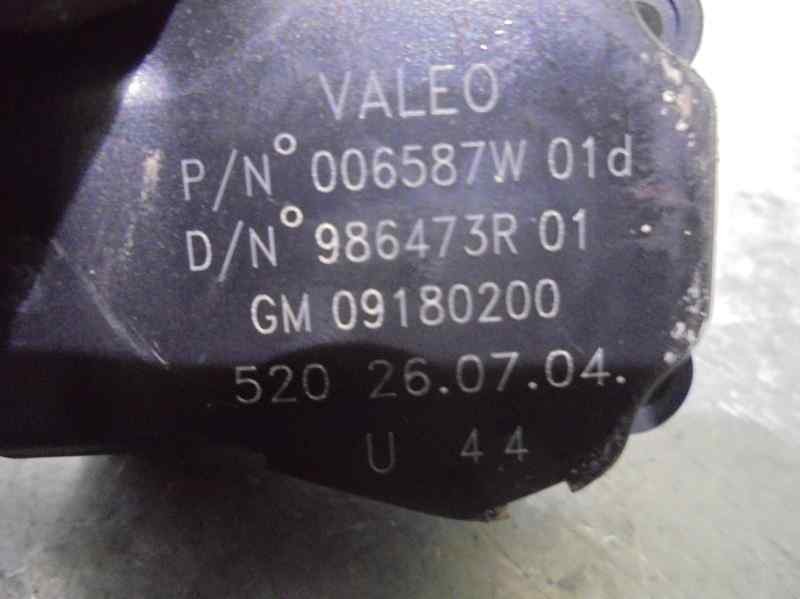 VALEO
P/N° 006587W 01d
D/N° 986473R 01
GM 09180200
520 26.07.04.
U 44